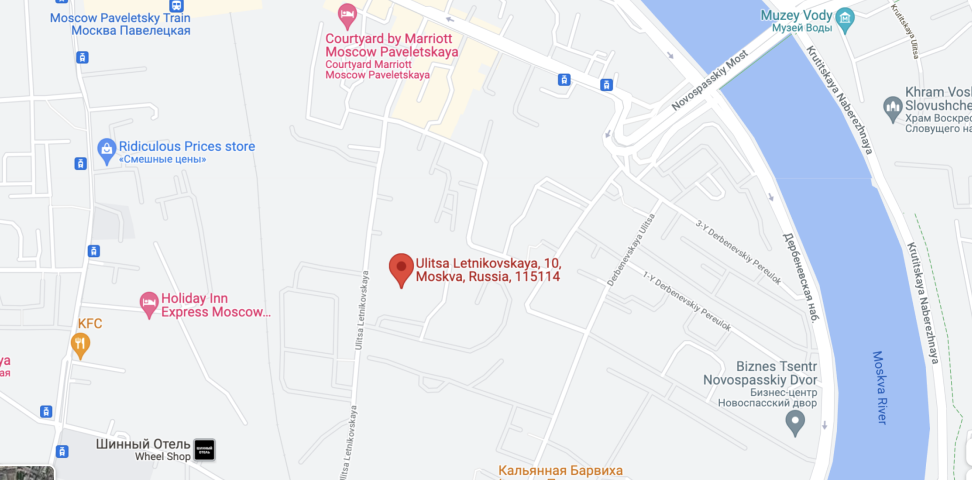 Moscow Paveletsky Train
Москва Павелецкая
Courtyard by Marriott
Moscow Paveletskaya
Courtyard Marriott
Moscow Paveletskaya
Muzey Vody
Музей Воды
Krutitskaya Ulitsa
Novospasskiy Most
Krutitskaya Naberezhnaya
Khram Vosk
Slovushche
Храм Воскрес
Словущего на
Ridiculous Prices store
«Смешные цены»
Ulitsa Letnikovskaya, 10,
Moskva, Russia, 115114
Derbenevskaya Ulitsa
3-Y Derbenevskiy Pereulok
1-Y Derbenevskiy Pereulok
Дербеневская наб.
Krutitskaya Naberezhnaya
Holiday Inn
Express Moscow...
KFC
Ulitsa Letnikovskaya
ya
ая
Biznes Tsentr
Novospasskiy Dvor
Бизнес-центр
Новоспасский двор
Moskva River
Ulitsa Letnikovskaya
Шинный Отель
Wheel Shop
ШИННЫЙ
ОТЕЛЬ
Кальянная Барвиха